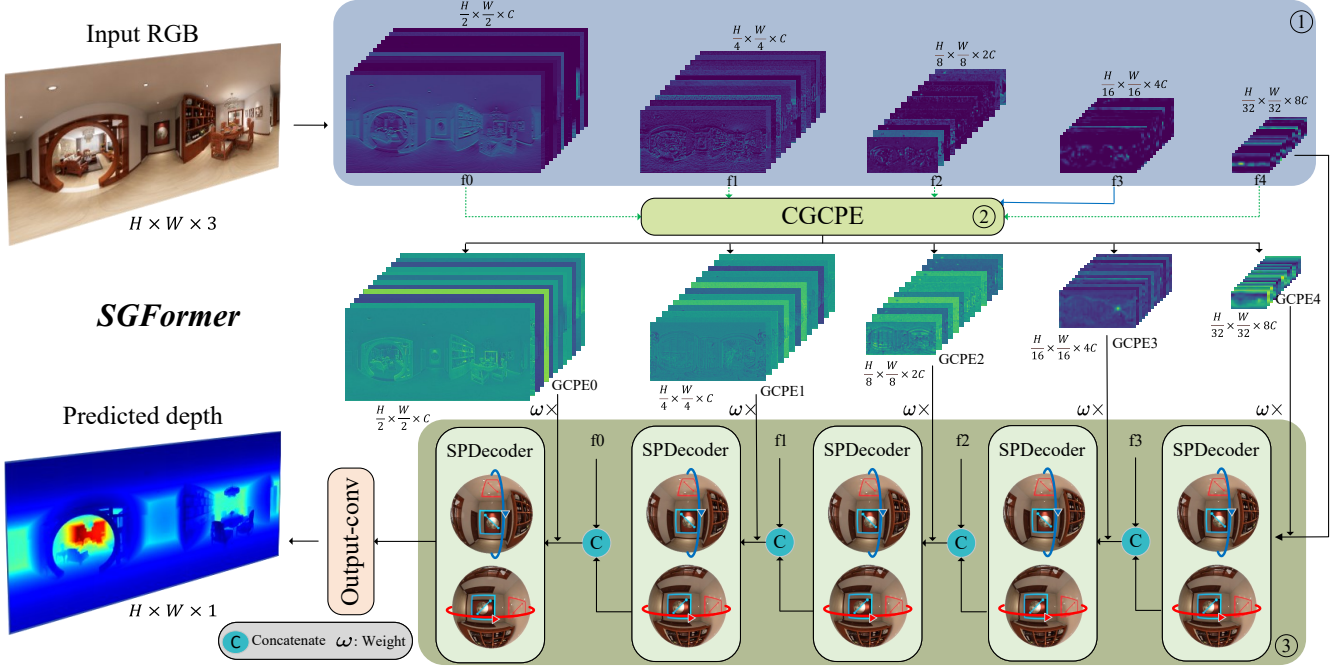 Input RGB
H × W × 3
①
H/2 × W/2 × C
H/4 × W/4 × C
H/8 × W/8 × 2C
H/16 × W/16 × 4C
H/32 × W/32 × 8C
f0
f1
f2
f3
f4
CGCPE ②
SGFormer
GCPE0
GCPE1
GCPE2
GCPE3
GCPE4
H/2 × W/2 × C
H/4 × W/4 × C
H/8 × W/8 × 2C
H/16 × W/16 × 4C
H/32 × W/32 × 8C
ω×
ω×
ω×
ω×
ω×
Predicted depth
H × W × 1
Output-conv
SPDecoder
f0
SPDecoder
f1
SPDecoder
f2
SPDecoder
f3
SPDecoder
C
C
C
C
③
C Concatenate ω: Weight